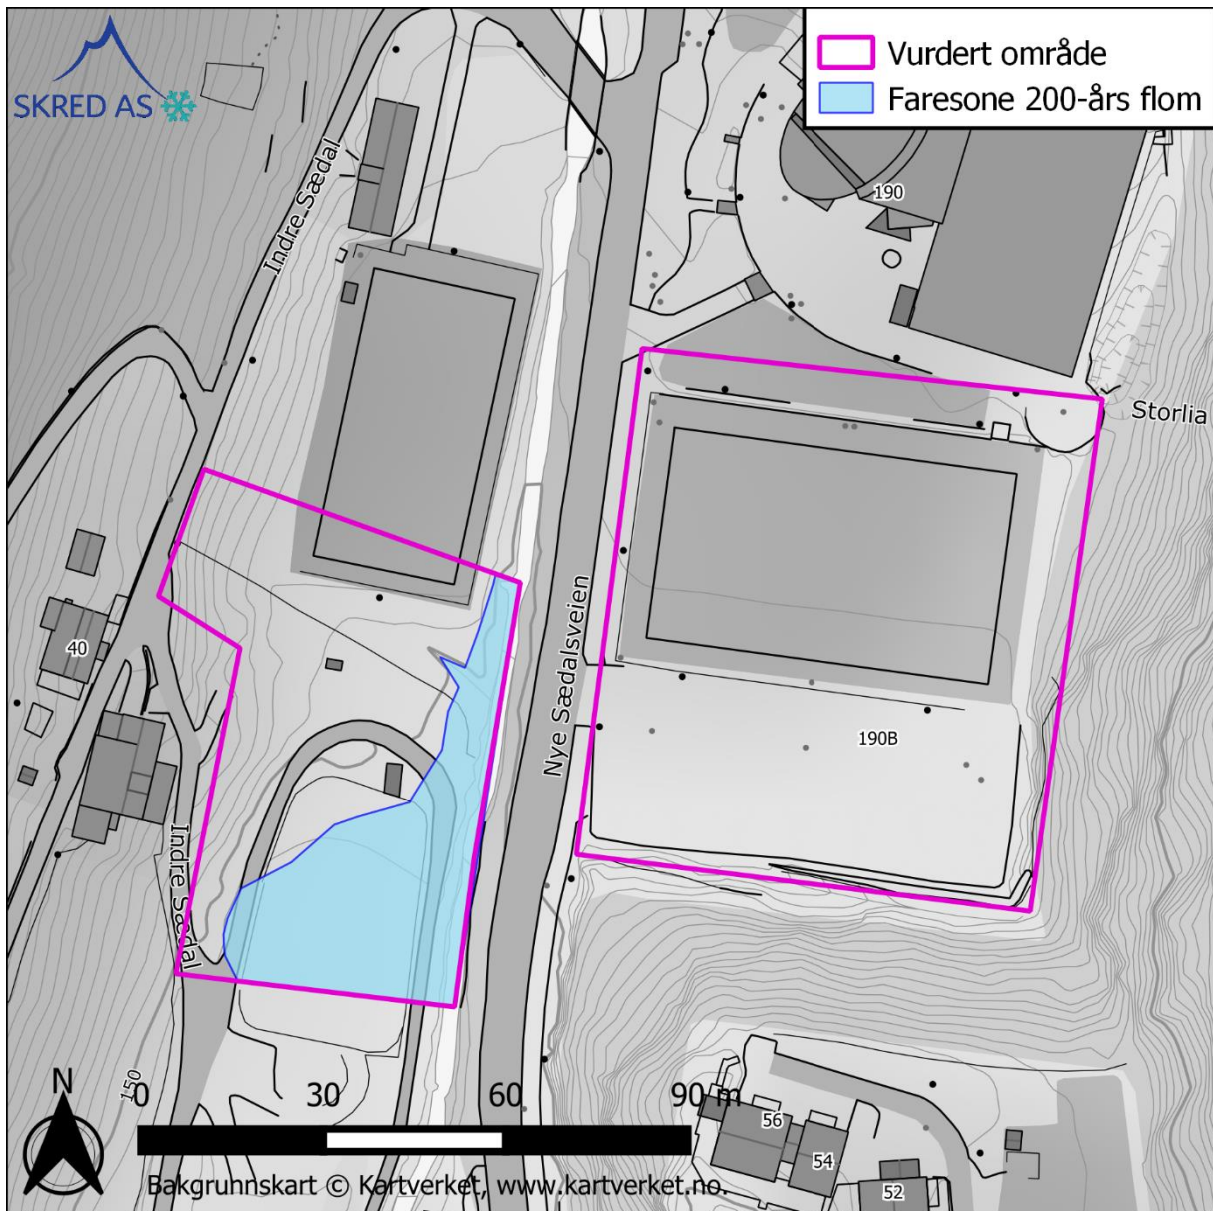 SKRED AS
Vurdert område
Faresone 200-års flom
Indre Sædal
190
Storlia
40
Nye Sædalsveien
190B
Indre Sædal
N
150
0 30 60 90 m
56
54
52
Bakgrunnskart © Kartverket, www.kartverket.no.